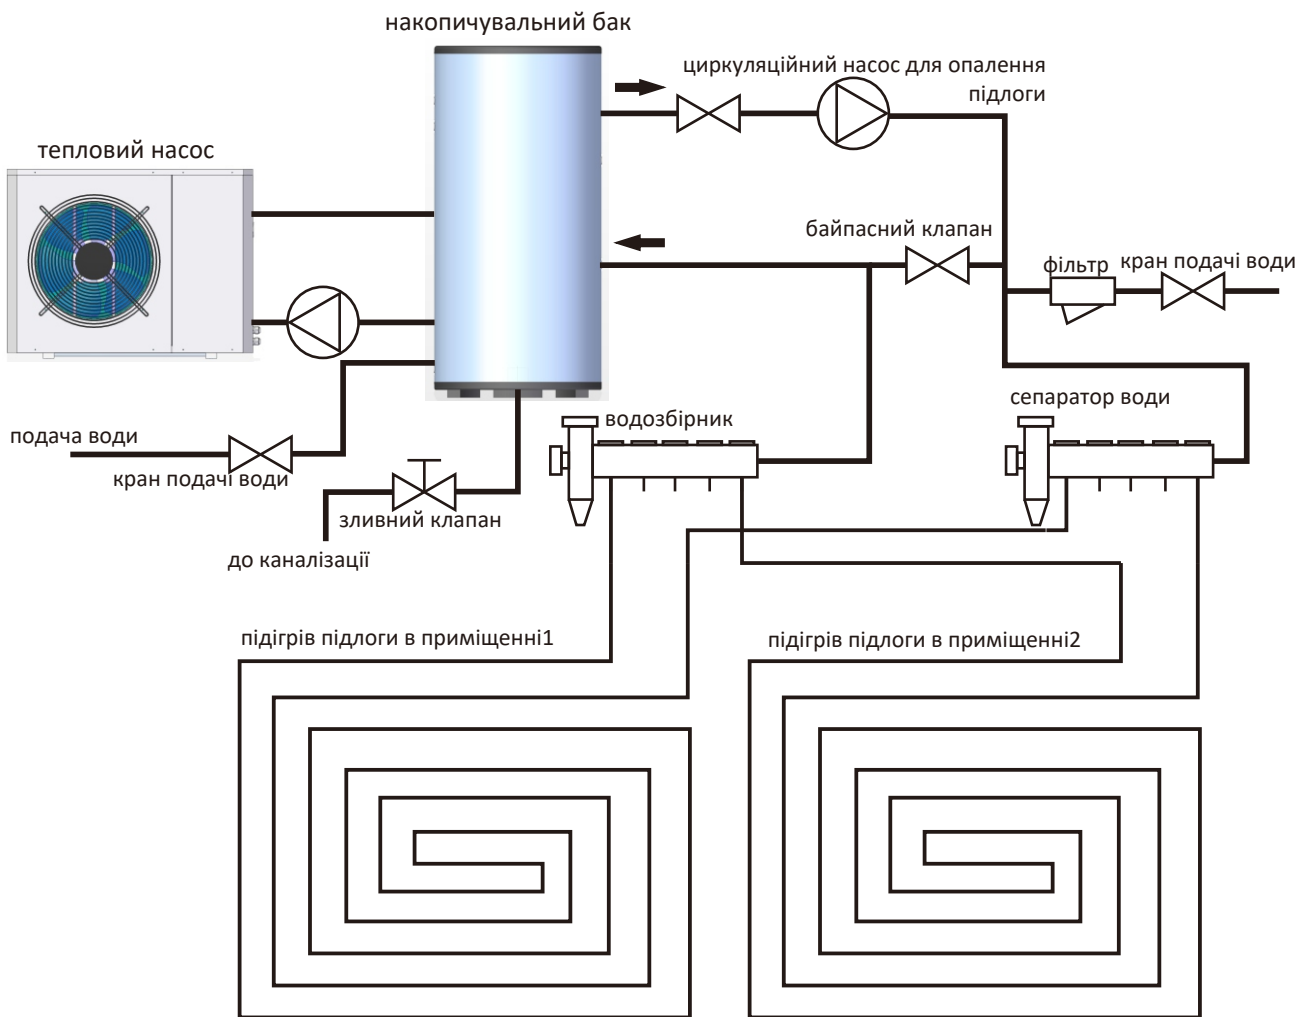 накопичувальний бак
циркуляційний насос для опалення
підлоги
тепловий насос
байпасний клапан
фільтр
кран подачі води
подача води
кран подачі води
зливний клапан
до каналізації
водозбірник
сепаратор води
підігрів підлоги в приміщенні1
підігрів підлоги в приміщенні2